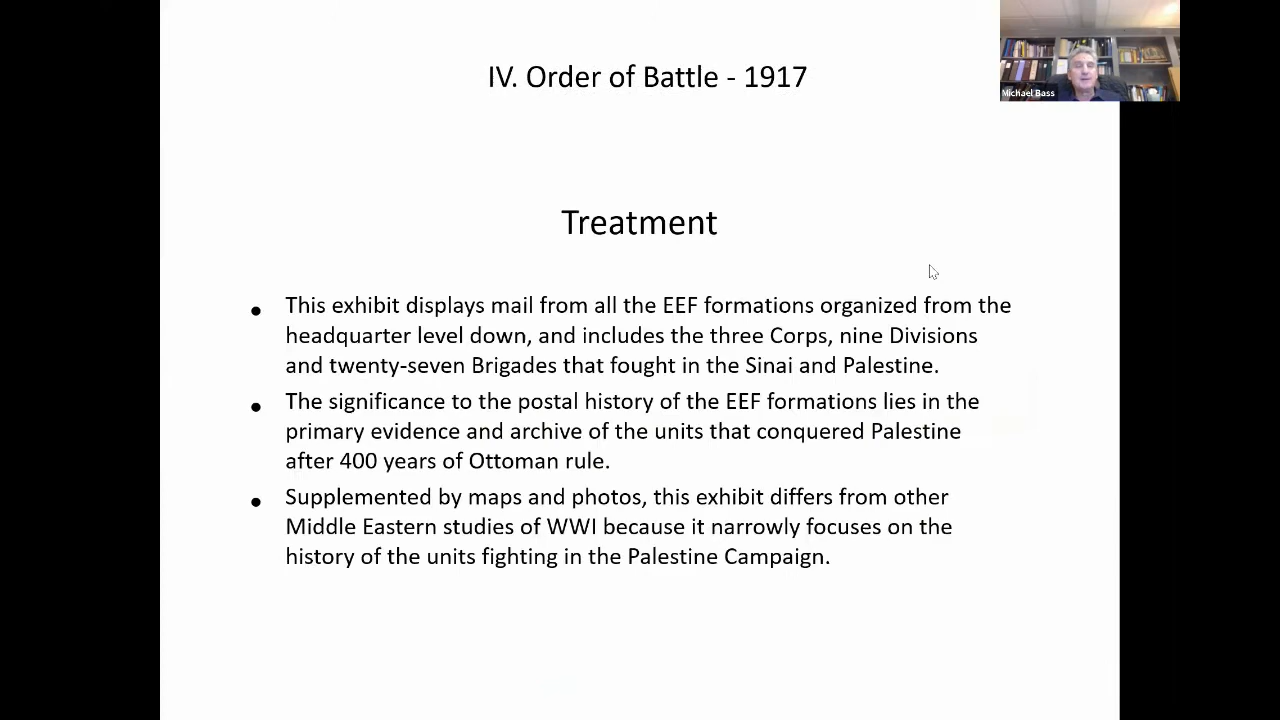 IV. Order of Battle - 1917
Michael Bass
Treatment
• This exhibit displays mail from all the EEF formations organized from the
headquarter level down, and includes the three Corps, nine Divisions
and twenty-seven Brigades that fought in the Sinai and Palestine.
• The significance to the postal history of the EEF formations lies in the
primary evidence and archive of the units that conquered Palestine
after 400 years of Ottoman rule.
• Supplemented by maps and photos, this exhibit differs from other
Middle Eastern studies of WWI because it narrowly focuses on the
history of the units fighting in the Palestine Campaign.